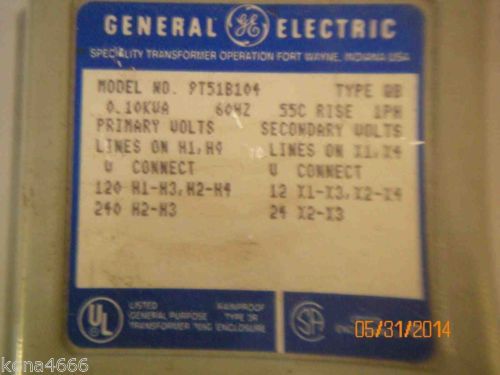 GENERAL GE ELECTRIC
SPECIALTY TRANSFORMER OPERATION FORT WAYNE, INDIANA USA
MODEL NO. 9T51B104 TYPE QB
0.10KVA 60HZ 55C RISE 1PH
PRIMARY VOLTS SECONDARY VOLTS
LINES ON H1,H4 TO LINES ON X1,X4
V CONNECT V CONNECT
120 H1-H3,H2-H4 12 X1-X3,X2-X4
240 H2-H3 24 X2-X3
UL LISTED RAINPROOF SA
GENERAL PURPOSE TYPE 3R
TRANSFORMER ENCLOSURE
05/31/2014
kona4666